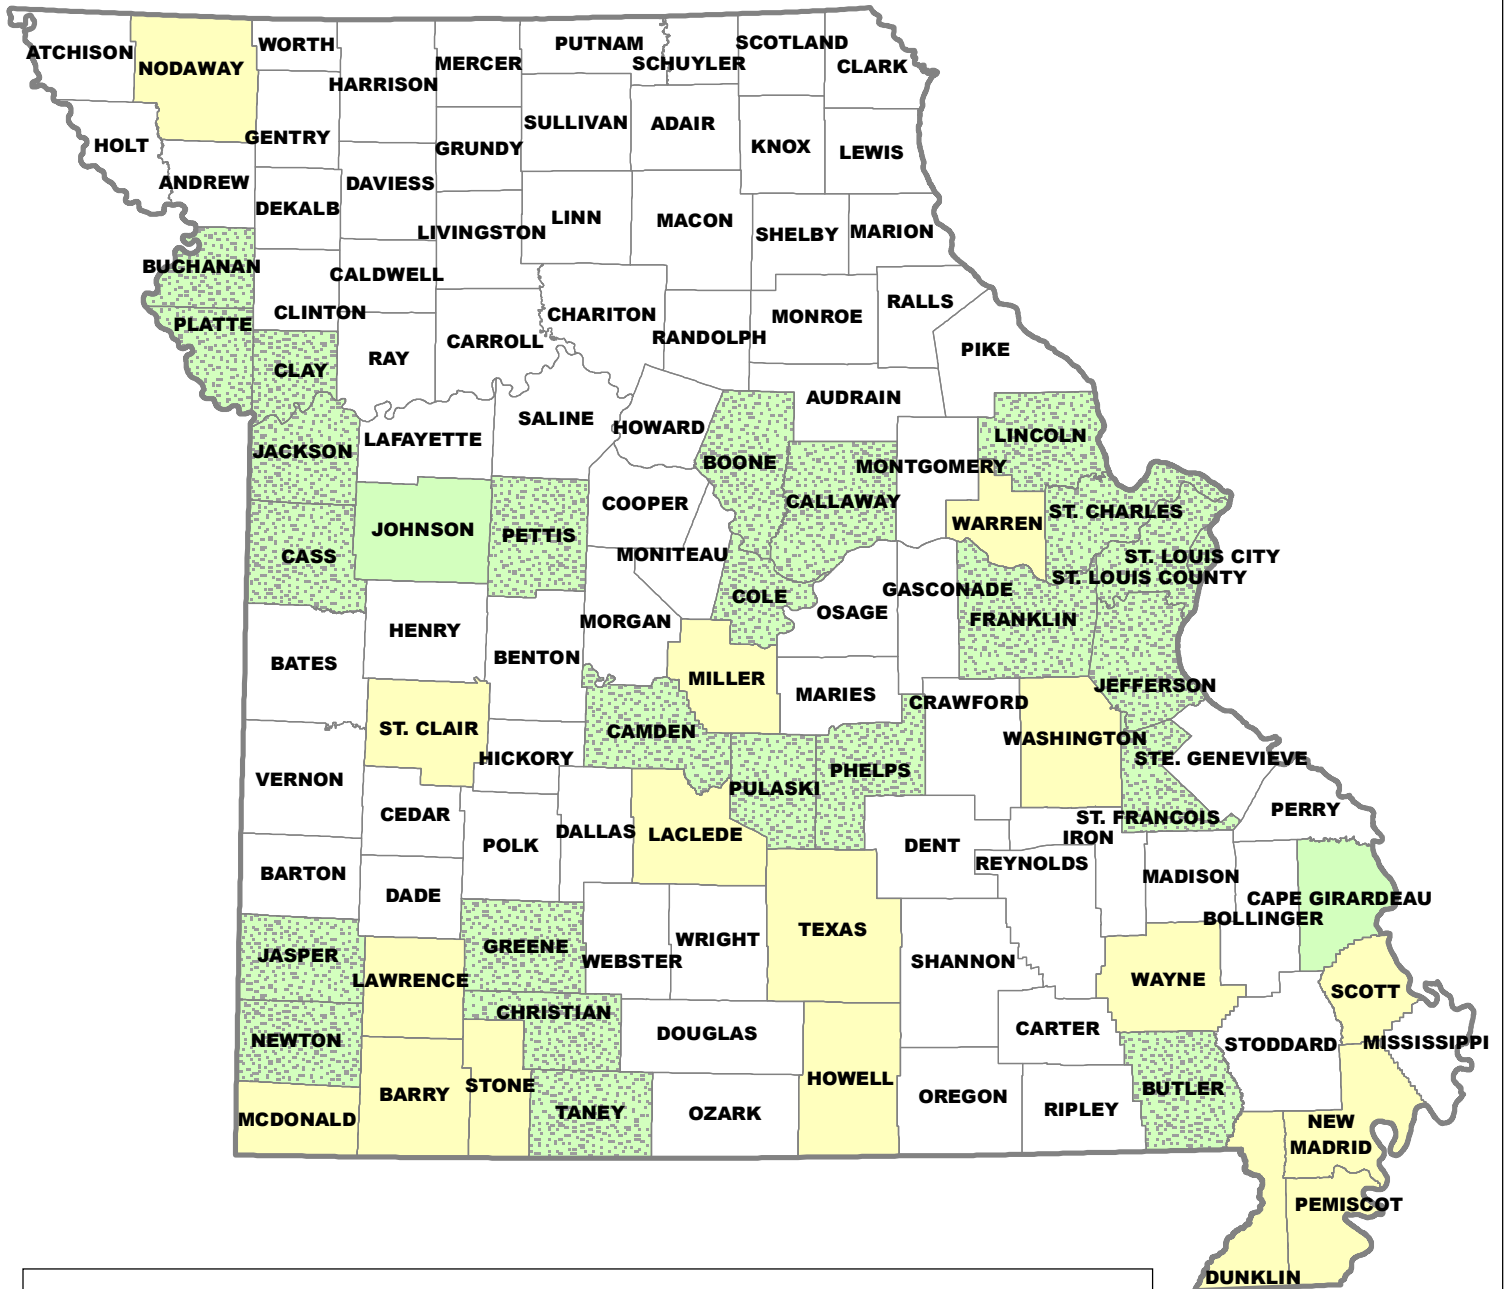 ATCHISON
NODAWAY
WORTH
HARRISON
MERCER
PUTNAM
SCHUYLER
SCOTLAND
CLARK
HOLT
GENTRY
GRUNDY
SULLIVAN
ADAIR
KNOX
LEWIS
ANDREW
DEKALB
DAVIESS
LIVINGSTON
LINN
MACON
SHELBY
MARION
BUCHANAN
CALDWELL
CLINTON
CHARITON
RANDOLPH
MONROE
RALLS
PLATTE
CLAY
RAY
CARROLL
PIKE
AUDRAIN
SALINE
HOWARD
LAFAYETTE
JACKSON
BOONE
MONTGOMERY
LINCOLN
COOPER
CALLAWAY
WARREN
ST. CHARLES
JOHNSON
PETTIS
CASS
MONITEAU
ST. LOUIS CITY
ST. LOUIS COUNTY
COLE
OSAGE
GASCONADE
FRANKLIN
HENRY
MORGAN
BATES
BENTON
MILLER
MARIES
CRAWFORD
JEFFERSON
ST. CLAIR
CAMDEN
WASHINGTON
HICKORY
STE. GENEVIEVE
VERNON
PULASKI
PHELPS
PERRY
CEDAR
DALLAS
LACLEDE
ST. FRANCOIS
IRON
POLK
DENT
REYNOLDS
BARTON
MADISON
DADE
CAPE GIRARDEAU
BOLLINGER
TEXAS
JASPER
GREENE
WRIGHT
WEBSTER
SHANNON
LAWRENCE
WAYNE
SCOTT
CHRISTIAN
DOUGLAS
CARTER
NEWTON
STODDARD
MISSISSIPPI
HOWELL
STONE
BARRY
OREGON
BUTLER
MCDONALD
TANEY
OZARK
RIPLEY
NEW
MADRID
PEMISCOT
DUNKLIN